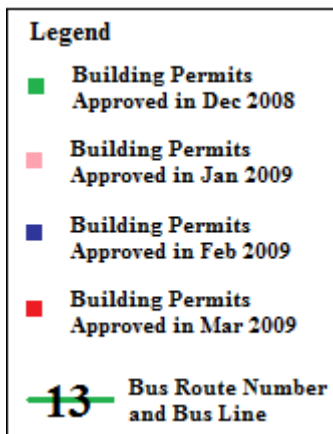 Legend
Building Permits
Approved in Dec 2008
Building Permits
Approved in Jan 2009
Building Permits
Approved in Feb 2009
Building Permits
Approved in Mar 2009
13 Bus Route Number
and Bus Line